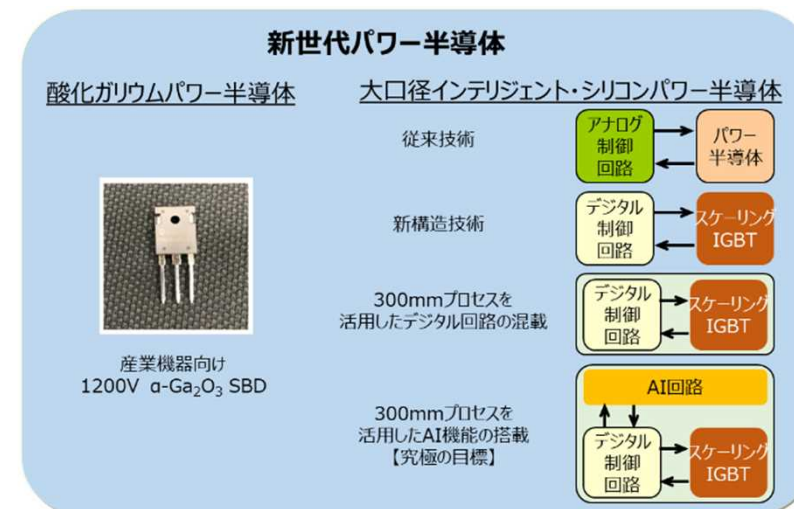 新世代パワー半導体
酸化ガリウムパワー半導体
産業機器向け
1200V α-Ga₂O₃ SBD
大口径インテリジェント・シリコンパワー半導体
従来技術
アナログ
制御
回路
パワー
半導体
新構造技術
デジタル
制御
回路
スケーリング
IGBT
300mmプロセスを
活用したデジタル回路の混載
デジタル
制御
回路
スケーリング
IGBT
300mmプロセスを
活用したAI機能の搭載
【究極の目標】
AI回路
デジタル
制御
回路
スケーリング
IGBT